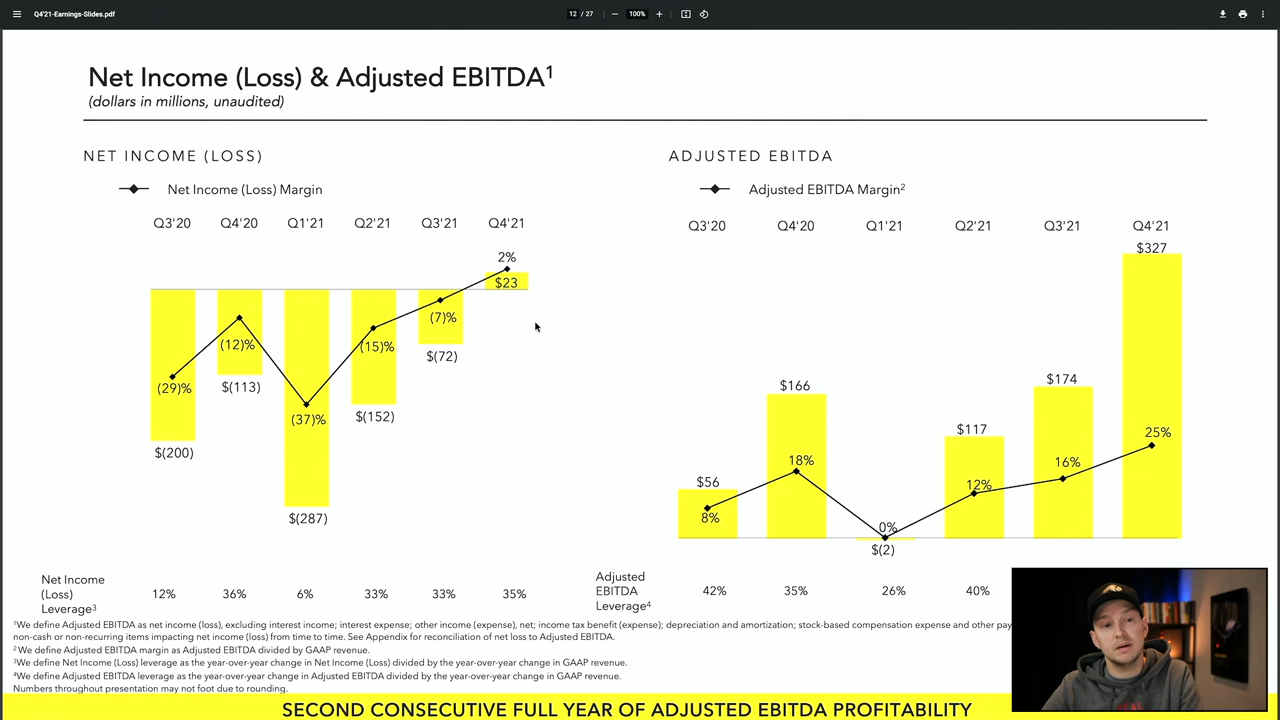 Q4'21-Earnings-Slides.pdf
12 / 27
100%
Net Income (Loss) & Adjusted EBITDA1
(dollars in millions, unaudited)
NET INCOME (LOSS)
Net Income (Loss) Margin
Q3'20 Q4'20 Q1'21 Q2'21 Q3'21 Q4'21
2%
$23
(7)%
(12)%
(15)%
$(72)
(29)%
$(113)
(37)%
$(152)
$(200)
$(287)
Net Income
(Loss)
Leverage3
12% 36% 6% 33% 33% 35%
ADJUSTED EBITDA
Adjusted EBITDA Margin2
Q3'20 Q4'20 Q1'21 Q2'21 Q3'21 Q4'21
$327
$174
$166
$117
25%
18%
16%
$56
12%
8%
0%
$(2)
Adjusted
EBITDA
Leverage4
42% 35% 26% 40%
1We define Adjusted EBITDA as net income (loss), excluding interest income; interest expense; other income (expense), net; income tax benefit (expense); depreciation and amortization; stock-based compensation expense and other pay
non-cash or non-recurring items impacting net income (loss) from time to time. See Appendix for reconciliation of net loss to Adjusted EBITDA.
2 We define Adjusted EBITDA margin as Adjusted EBITDA divided by GAAP revenue.
3We define Net Income (Loss) leverage as the year-over-year change in Net Income (Loss) divided by the year-over-year change in GAAP revenue.
4We define Adjusted EBITDA leverage as the year-over-year change in Adjusted EBITDA divided by the year-over-year change in GAAP revenue.
Numbers throughout presentation may not foot due to rounding.
SECOND CONSECUTIVE FULL YEAR OF ADJUSTED EBITDA PROFITABILITY